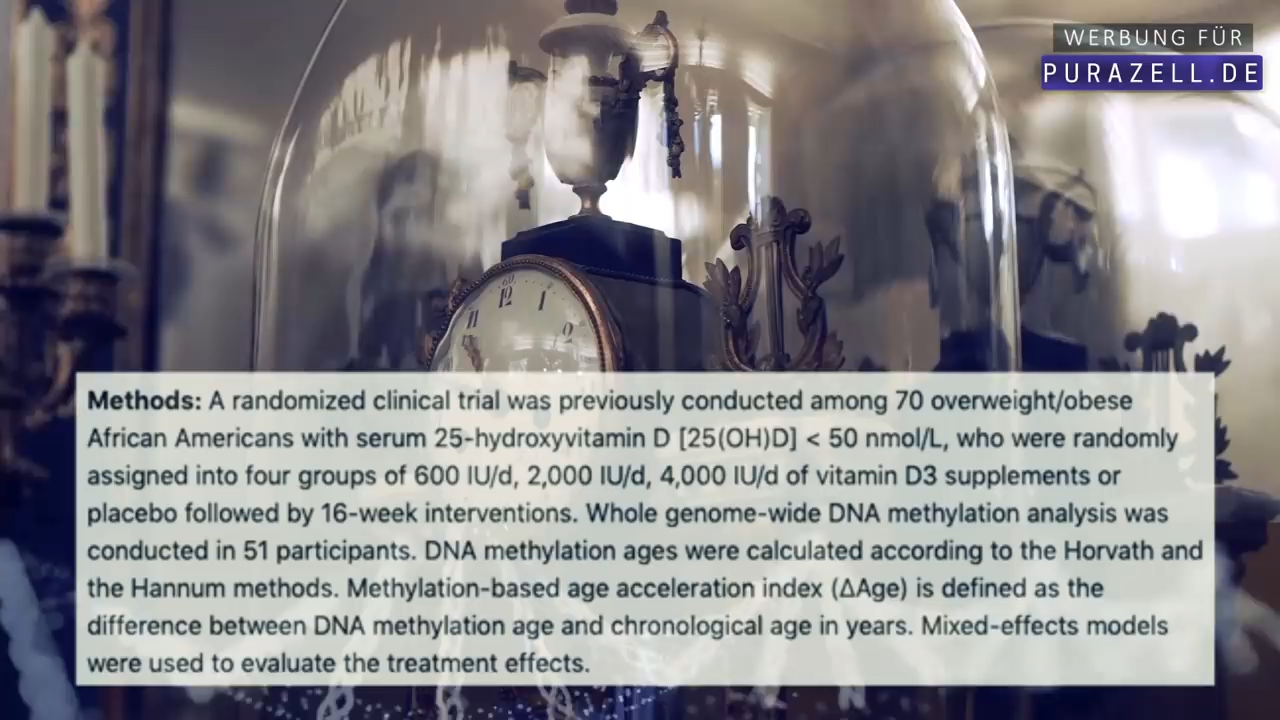 WERBUNG FÜR
PURAZELL.DE
60
12
1
11
2
Methods: A randomized clinical trial was previously conducted among 70 overweight/obese
African Americans with serum 25-hydroxyvitamin D [25(OH)D] < 50 nmol/L, who were randomly
assigned into four groups of 600 IU/d, 2,000 IU/d, 4,000 IU/d of vitamin D3 supplements or
placebo followed by 16-week interventions. Whole genome-wide DNA methylation analysis was
conducted in 51 participants. DNA methylation ages were calculated according to the Horvath and
the Hannum methods. Methylation-based age acceleration index (ΔAge) is defined as the
difference between DNA methylation age and chronological age in years. Mixed-effects models
were used to evaluate the treatment effects.